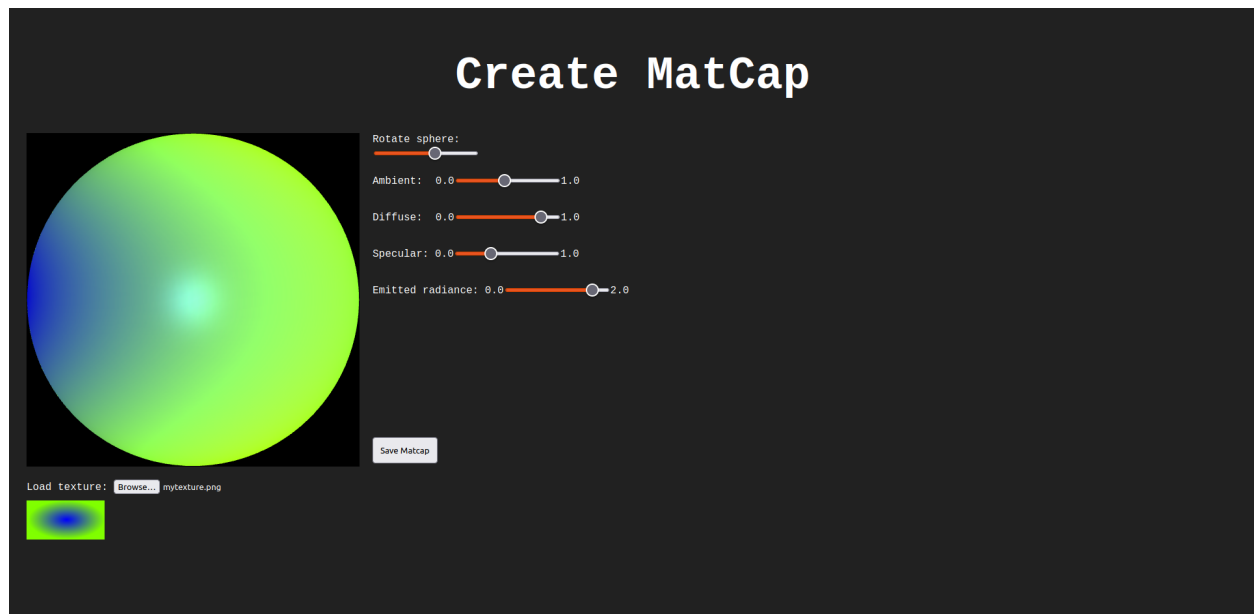 Create MatCap
Rotate sphere:
Ambient: 0.0 1.0
Diffuse: 0.0 1.0
Specular: 0.0 1.0
Emitted radiance: 0.0 2.0
Save Matcap
Load texture: Browse... mytexture.png